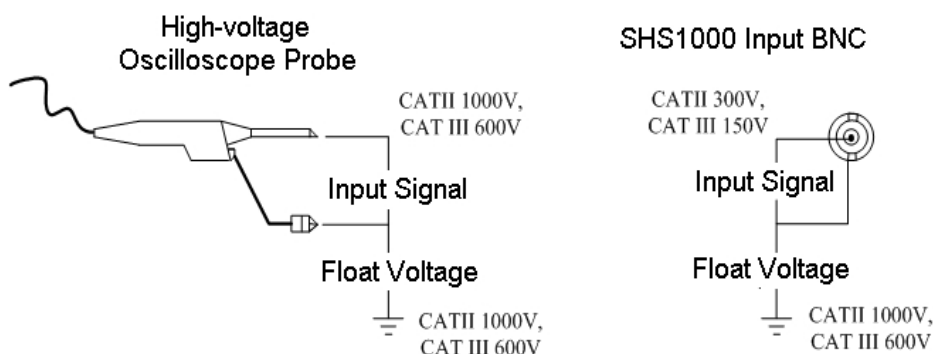 High-voltage
Oscilloscope Probe
CATII 1000V,
CAT III 600V
Input Signal
Float Voltage
CATII 1000V,
CAT III 600V
SHS1000 Input BNC
CATII 300V,
CAT III 150V
Input Signal
Float Voltage
CATII 1000V,
CAT III 600V